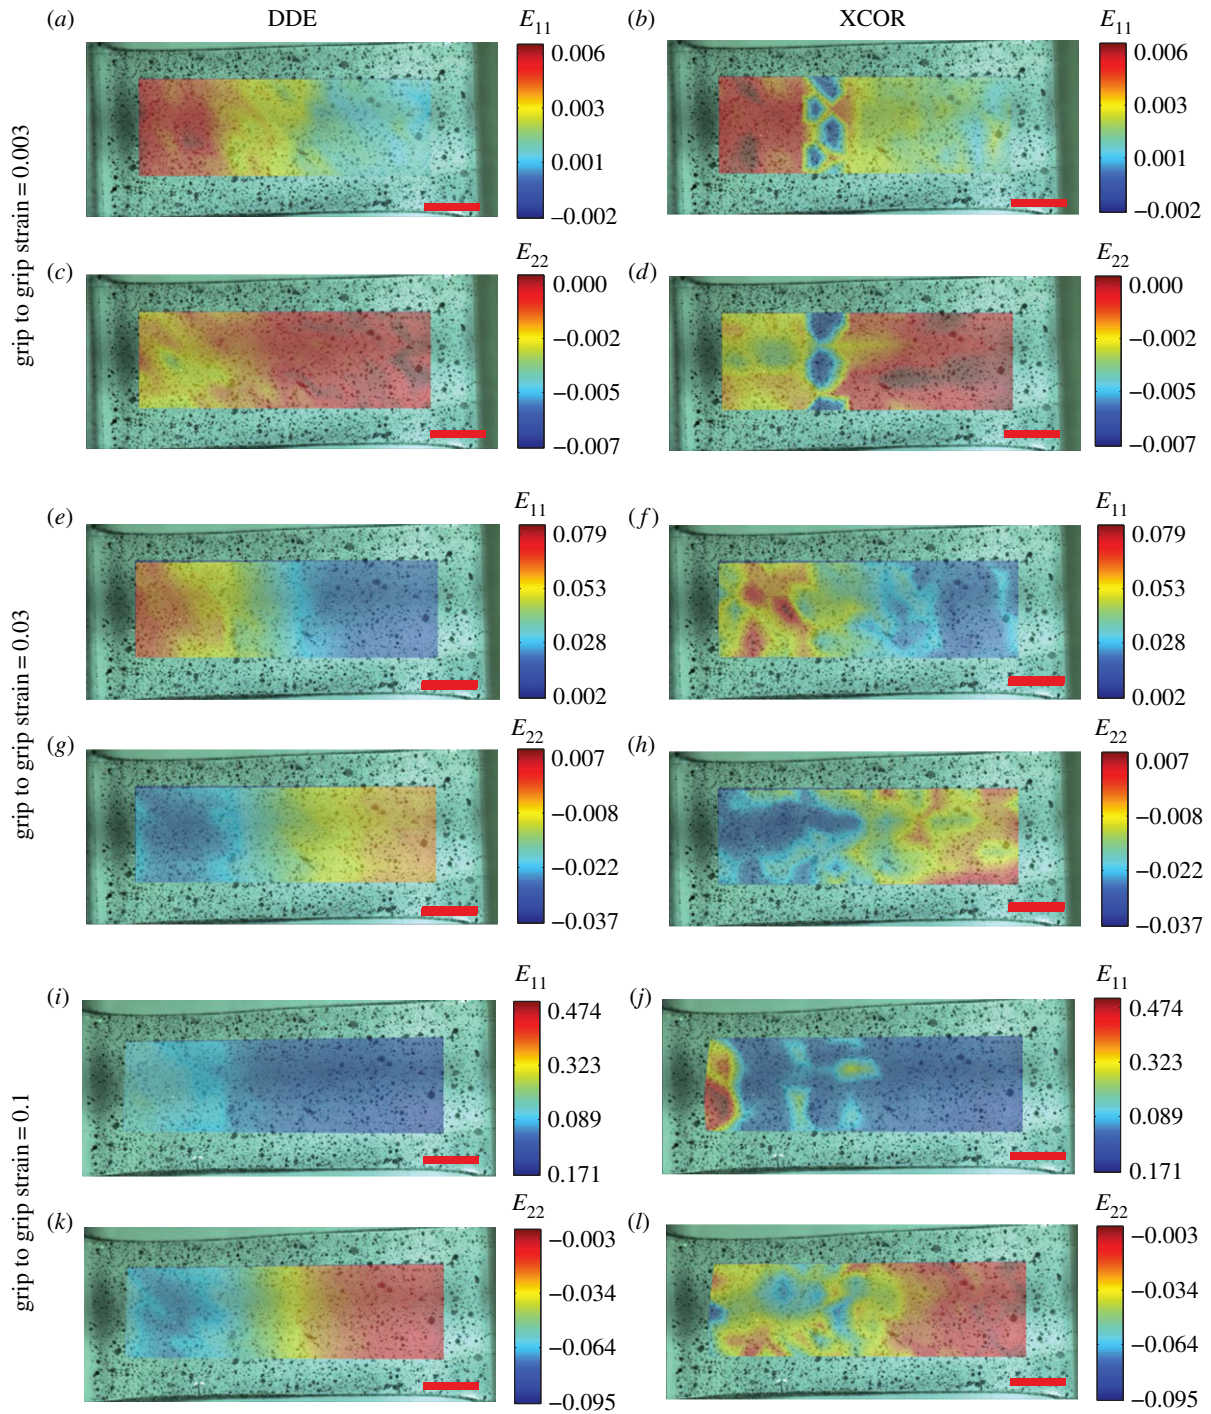 DDE
XCOR
(a)
E11
0.006
0.003
0.001
−0.002
(b)
E11
0.006
0.003
0.001
−0.002
grip to grip strain = 0.003
(c)
E22
0.000
−0.002
−0.005
−0.007
(d)
E22
0.000
−0.002
−0.005
−0.007
(e)
E11
0.079
0.053
0.028
0.002
(f)
E11
0.079
0.053
0.028
0.002
grip to grip strain = 0.03
(g)
E22
0.007
−0.008
−0.022
−0.037
(h)
E22
0.007
−0.008
−0.022
−0.037
(i)
E11
0.474
0.323
0.089
0.171
(j)
E11
0.474
0.323
0.089
0.171
grip to grip strain = 0.1
(k)
E22
−0.003
−0.034
−0.064
−0.095
(l)
E22
−0.003
−0.034
−0.064
−0.095